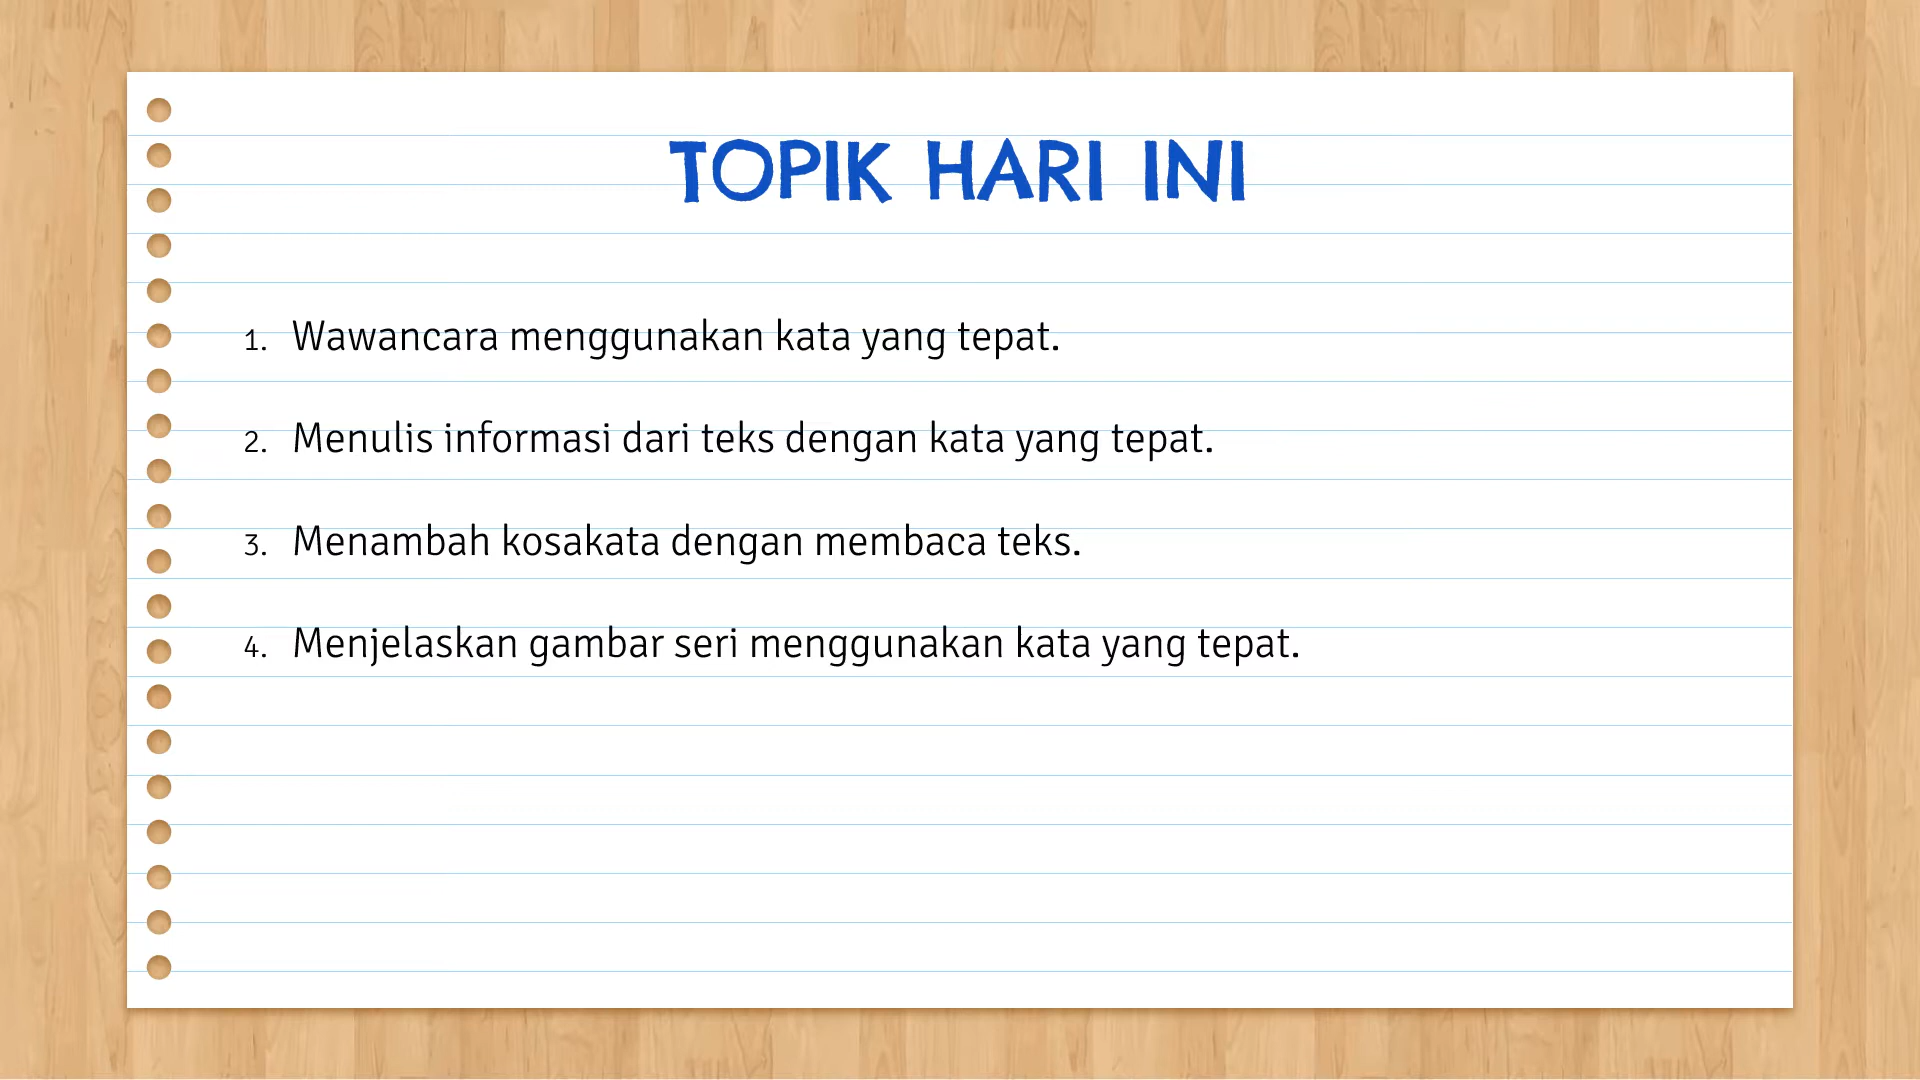 TOPIK HARI INI
1. Wawancara menggunakan kata yang tepat.
2. Menulis informasi dari teks dengan kata yang tepat.
3. Menambah kosakata dengan membaca teks.
4. Menjelaskan gambar seri menggunakan kata yang tepat.